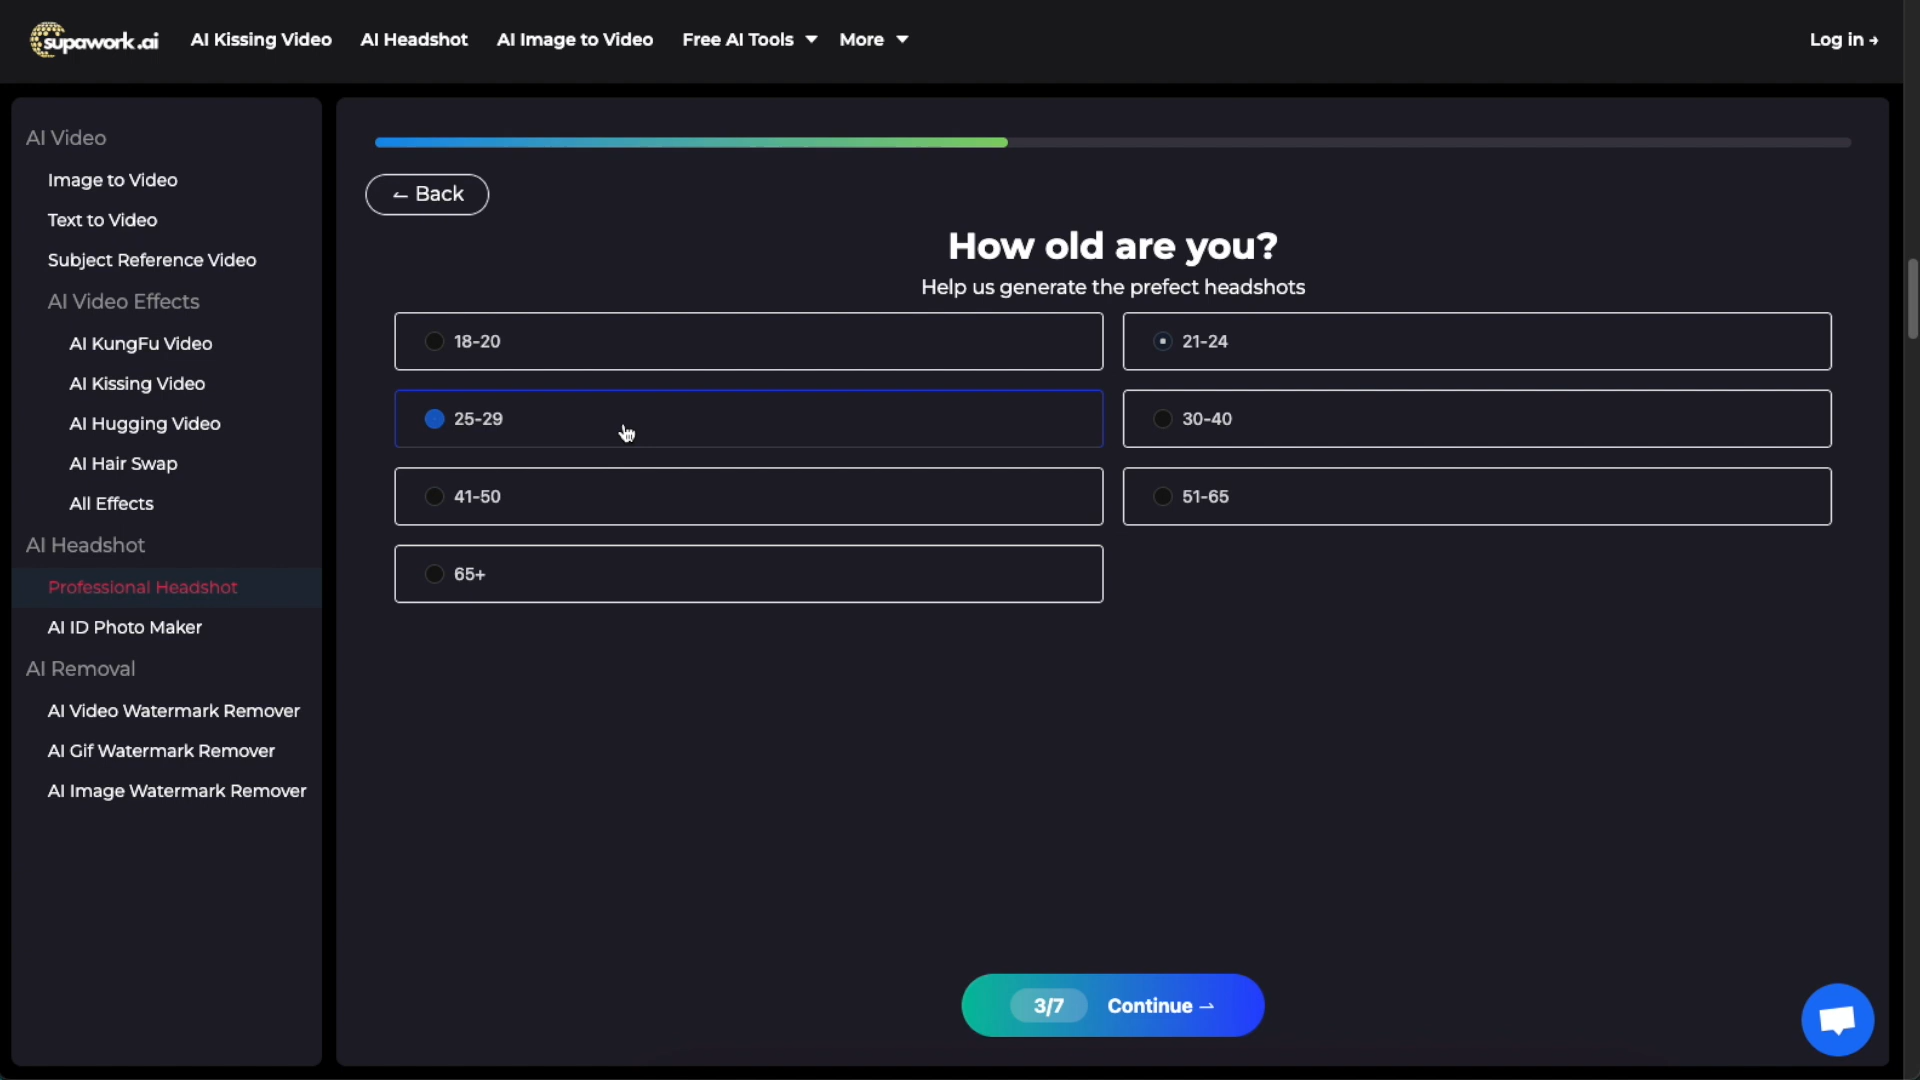 supawork.ai
AI Kissing Video
AI Headshot
AI Image to Video
Free AI Tools
More
Log in →
AI Video
Image to Video
Text to Video
Subject Reference Video
AI Video Effects
AI KungFu Video
AI Kissing Video
AI Hugging Video
AI Hair Swap
All Effects
AI Headshot
Professional Headshot
AI ID Photo Maker
AI Removal
AI Video Watermark Remover
AI Gif Watermark Remover
AI Image Watermark Remover
← Back
How old are you?
Help us generate the prefect headshots
18-20
21-24
25-29
30-40
41-50
51-65
65+
3/7 Continue →